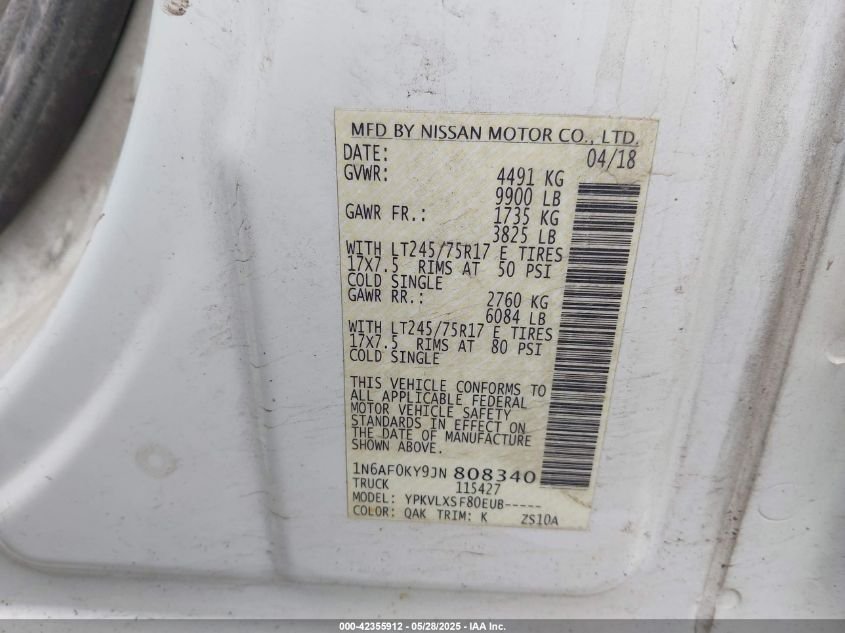 MFD BY NISSAN MOTOR CO., LTD.
DATE: 04/18
GVWR: 4491 KG
9900 LB
GAWR FR.: 1735 KG
3825 LB
WITH LT245/75R17 E TIRES
17X7.5 RIMS AT 50 PSI
COLD SINGLE
GAWR RR.: 2760 KG
6084 LB
WITH LT245/75R17 E TIRES
17X7.5 RIMS AT 80 PSI
COLD SINGLE
THIS VEHICLE CONFORMS TO
ALL APPLICABLE FEDERAL
MOTOR VEHICLE SAFETY
STANDARDS IN EFFECT ON
THE DATE OF MANUFACTURE
SHOWN ABOVE.
1N6AF0KY9JN 808340
TRUCK 115427
MODEL: YPKVLXSF80EUB-----
COLOR: QAK TRIM: K ZS10A
000-42355912 - 05/28/2025 - IAA Inc.